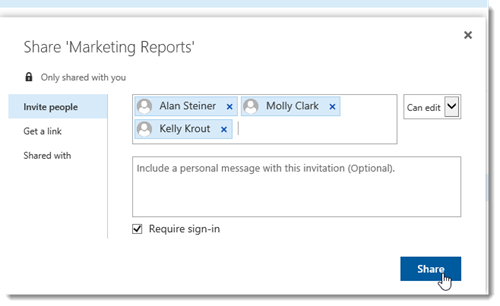 Share 'Marketing Reports'
Only shared with you
Invite people
Get a link
Shared with
Alan Steiner × Molly Clark ×
Kelly Krout ×
Can edit
Include a personal message with this invitation (Optional).
Require sign-in
Share